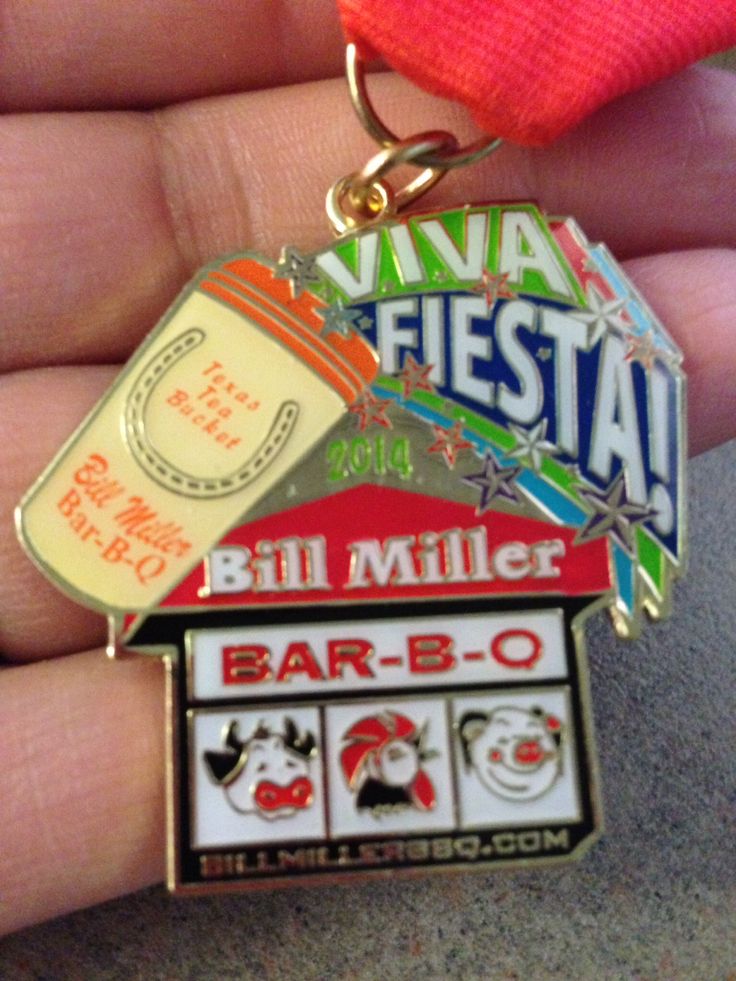 VIVA
FIESTA!
Texas
Tea
Bucket
Bill Miller
Bar-B-Q
2014
Bill Miller
BAR-B-Q
BILLMILLERBBQ.COM